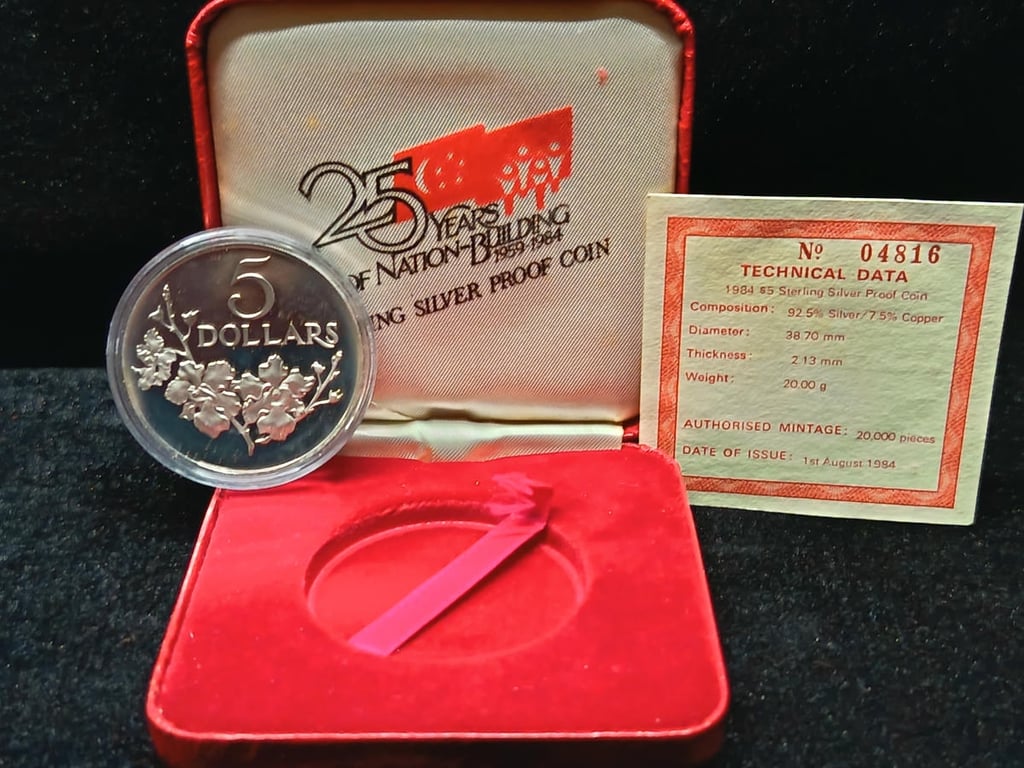 25 YEARS
OF NATION-BUILDING
1959-1984
SILVER PROOF COIN
5
DOLLARS
Nº 04816
TECHNICAL DATA
1984 $5 Sterling Silver Proof Coin
Composition: 92.5% Silver/7.5% Copper
Diameter: 38.70 mm
Thickness: 2.13 mm
Weight: 20.00 g
AUTHORISED MINTAGE: 20,000 pieces
DATE OF ISSUE: 1st August 1984